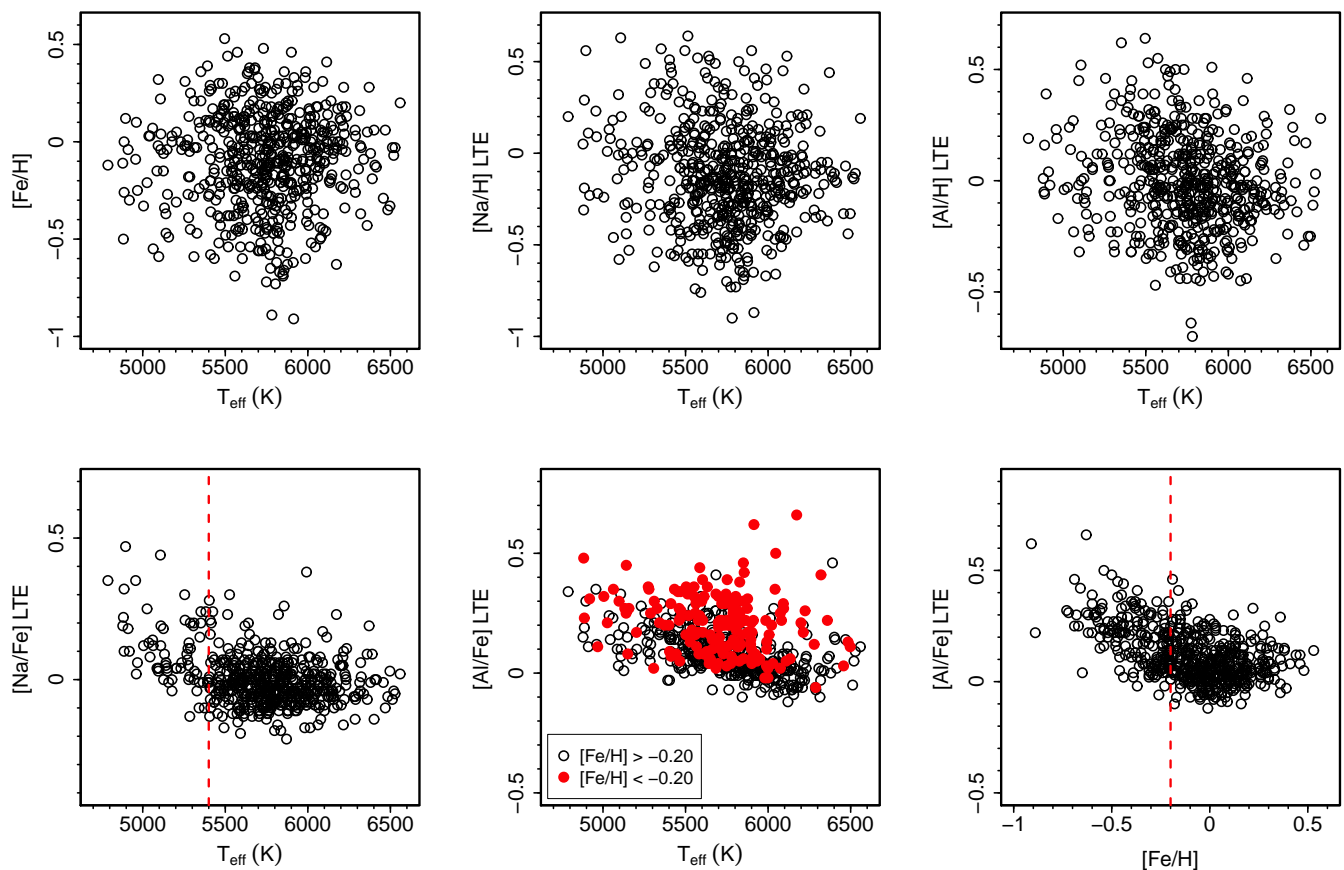 [Fe/H]
0.5
0
−0.5
−1
5000 5500 6000 6500
T_eff (K)
[Na/H] LTE
0.5
0
−0.5
−1
5000 5500 6000 6500
T_eff (K)
[Al/H] LTE
0.5
0
−0.5
5000 5500 6000 6500
T_eff (K)
[Na/Fe] LTE
0.5
0
5000 5500 6000 6500
T_eff (K)
[Al/Fe] LTE
0.5
0
−0.5
[Fe/H] > −0.20
[Fe/H] < −0.20
5000 5500 6000 6500
T_eff (K)
[Al/Fe] LTE
0.5
0
−0.5
−1 −0.5 0 0.5
[Fe/H]